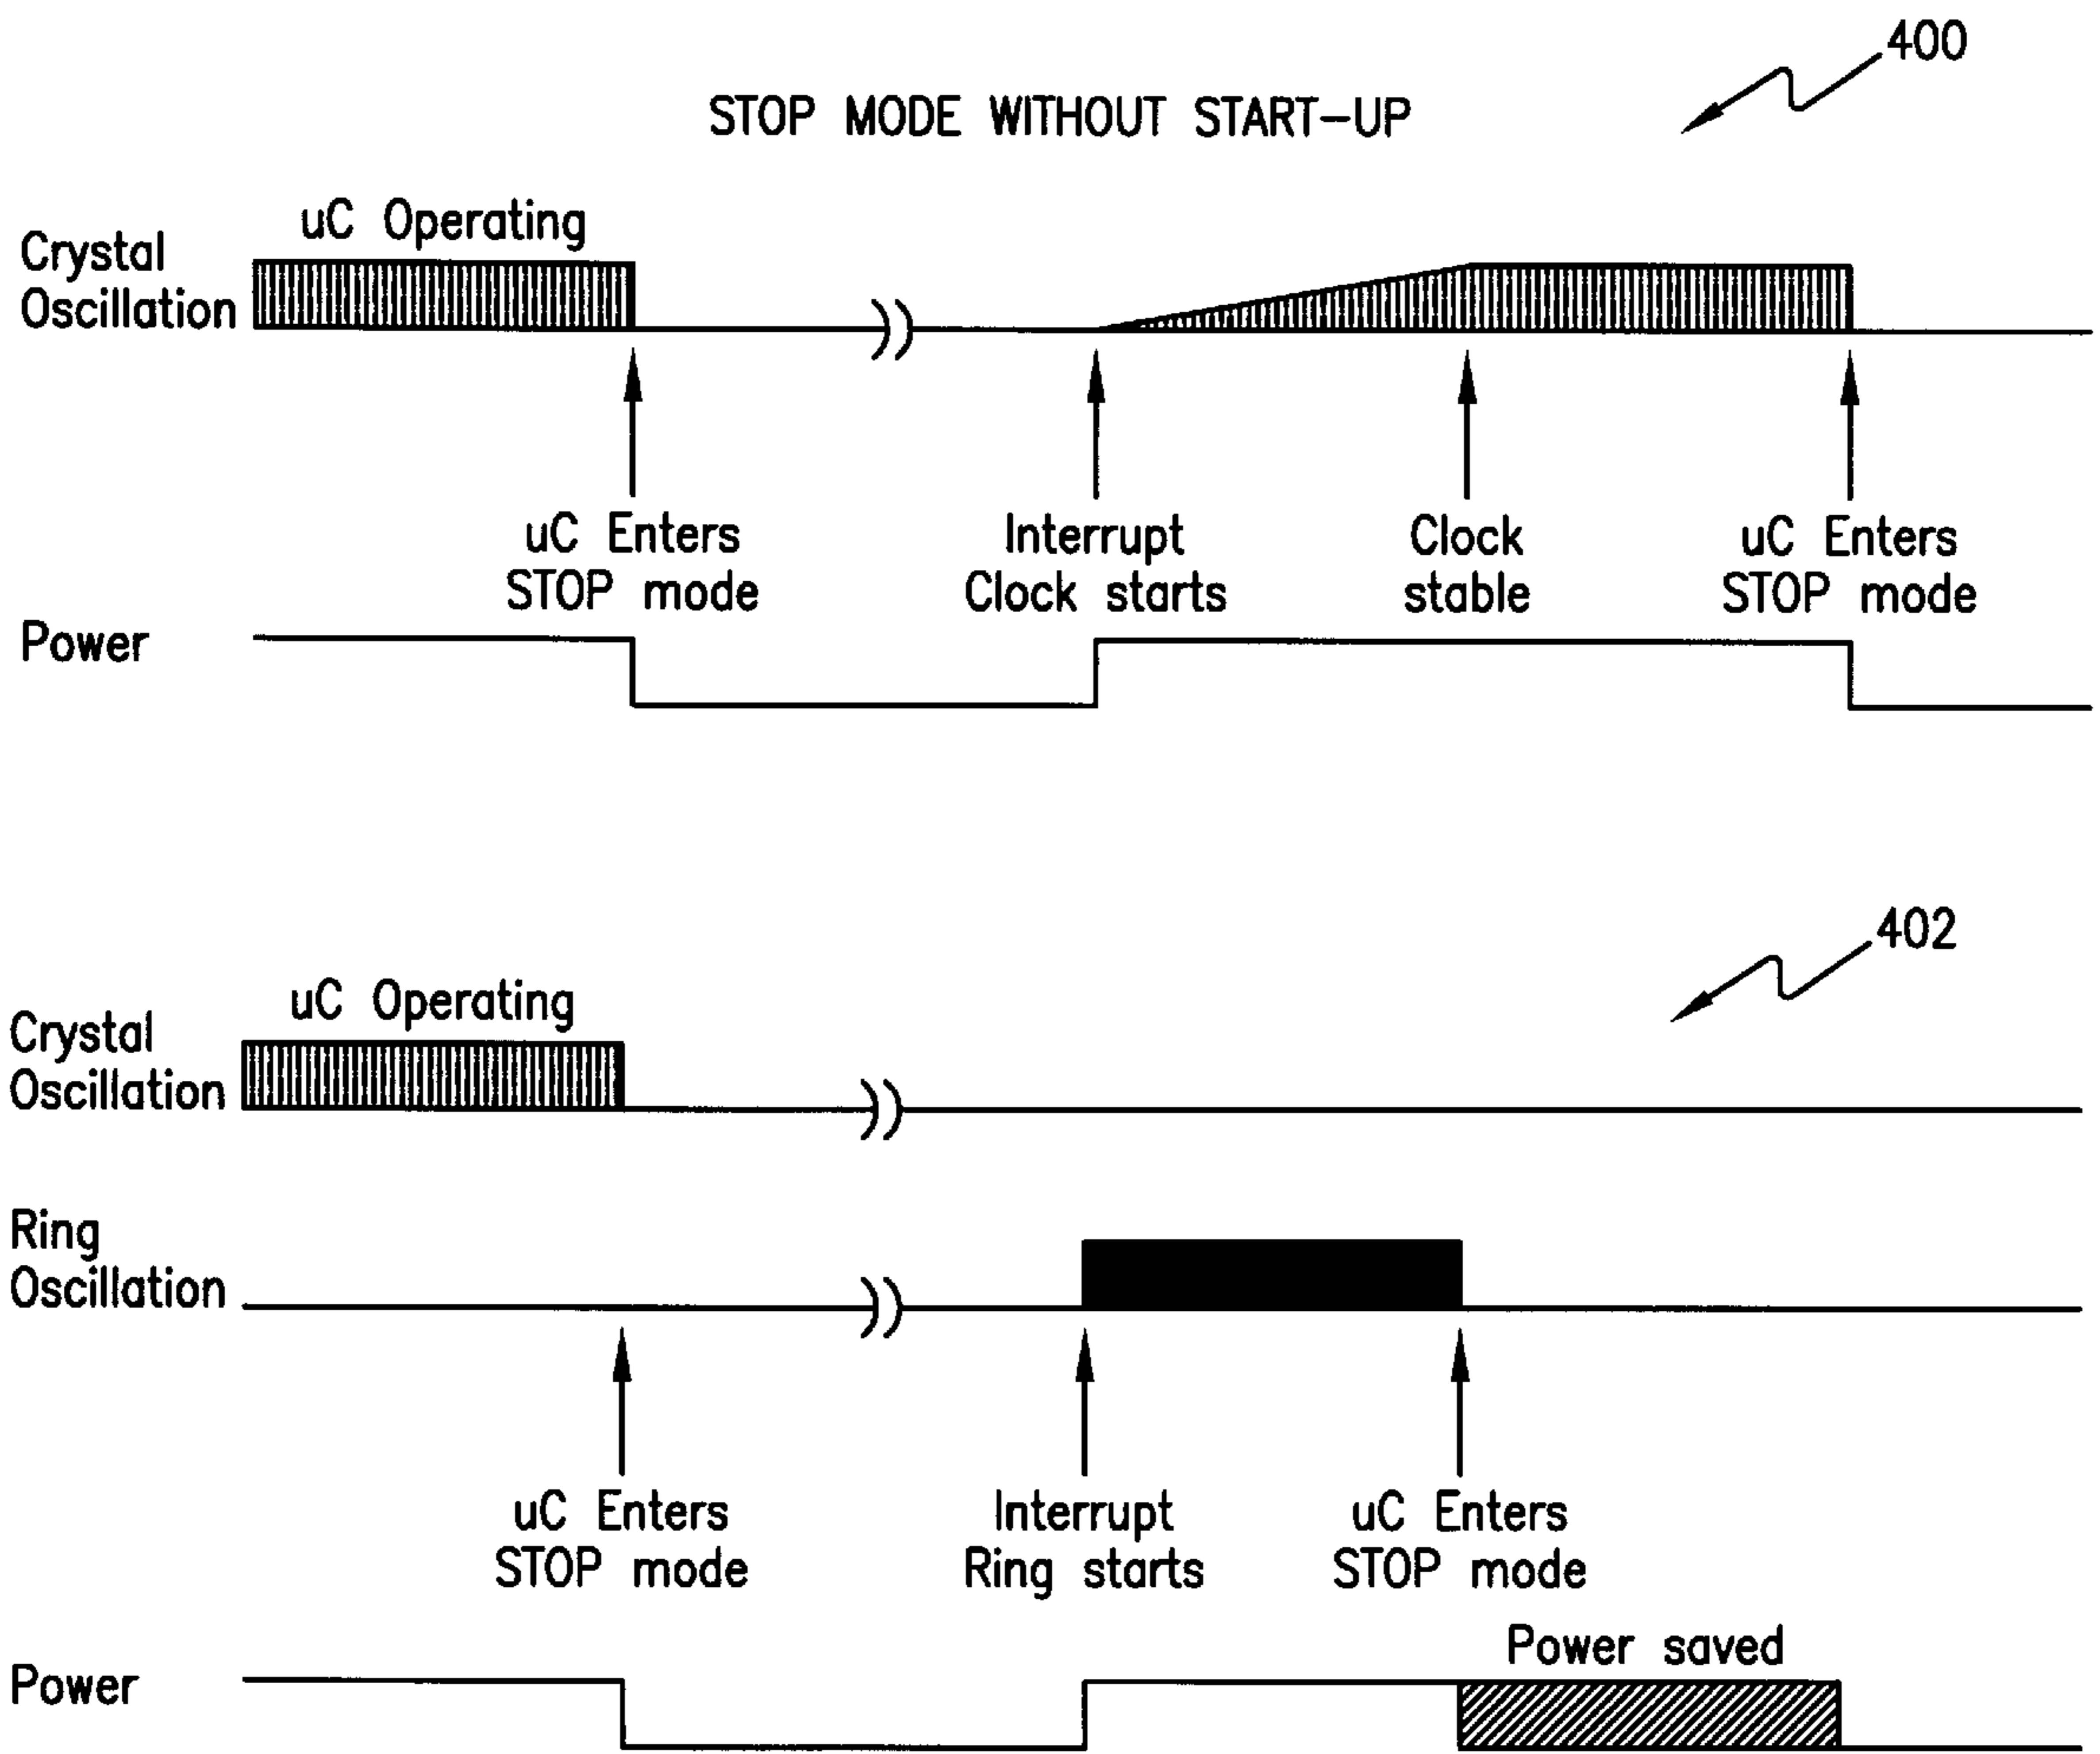 400
STOP MODE WITHOUT START-UP
uC Operating
Crystal
Oscillation
uC Enters
STOP mode
Interrupt
Clock starts
Clock
stable
uC Enters
STOP mode
Power
402
uC Operating
Crystal
Oscillation
Ring
Oscillation
uC Enters
STOP mode
Interrupt
Ring starts
uC Enters
STOP mode
Power saved
Power